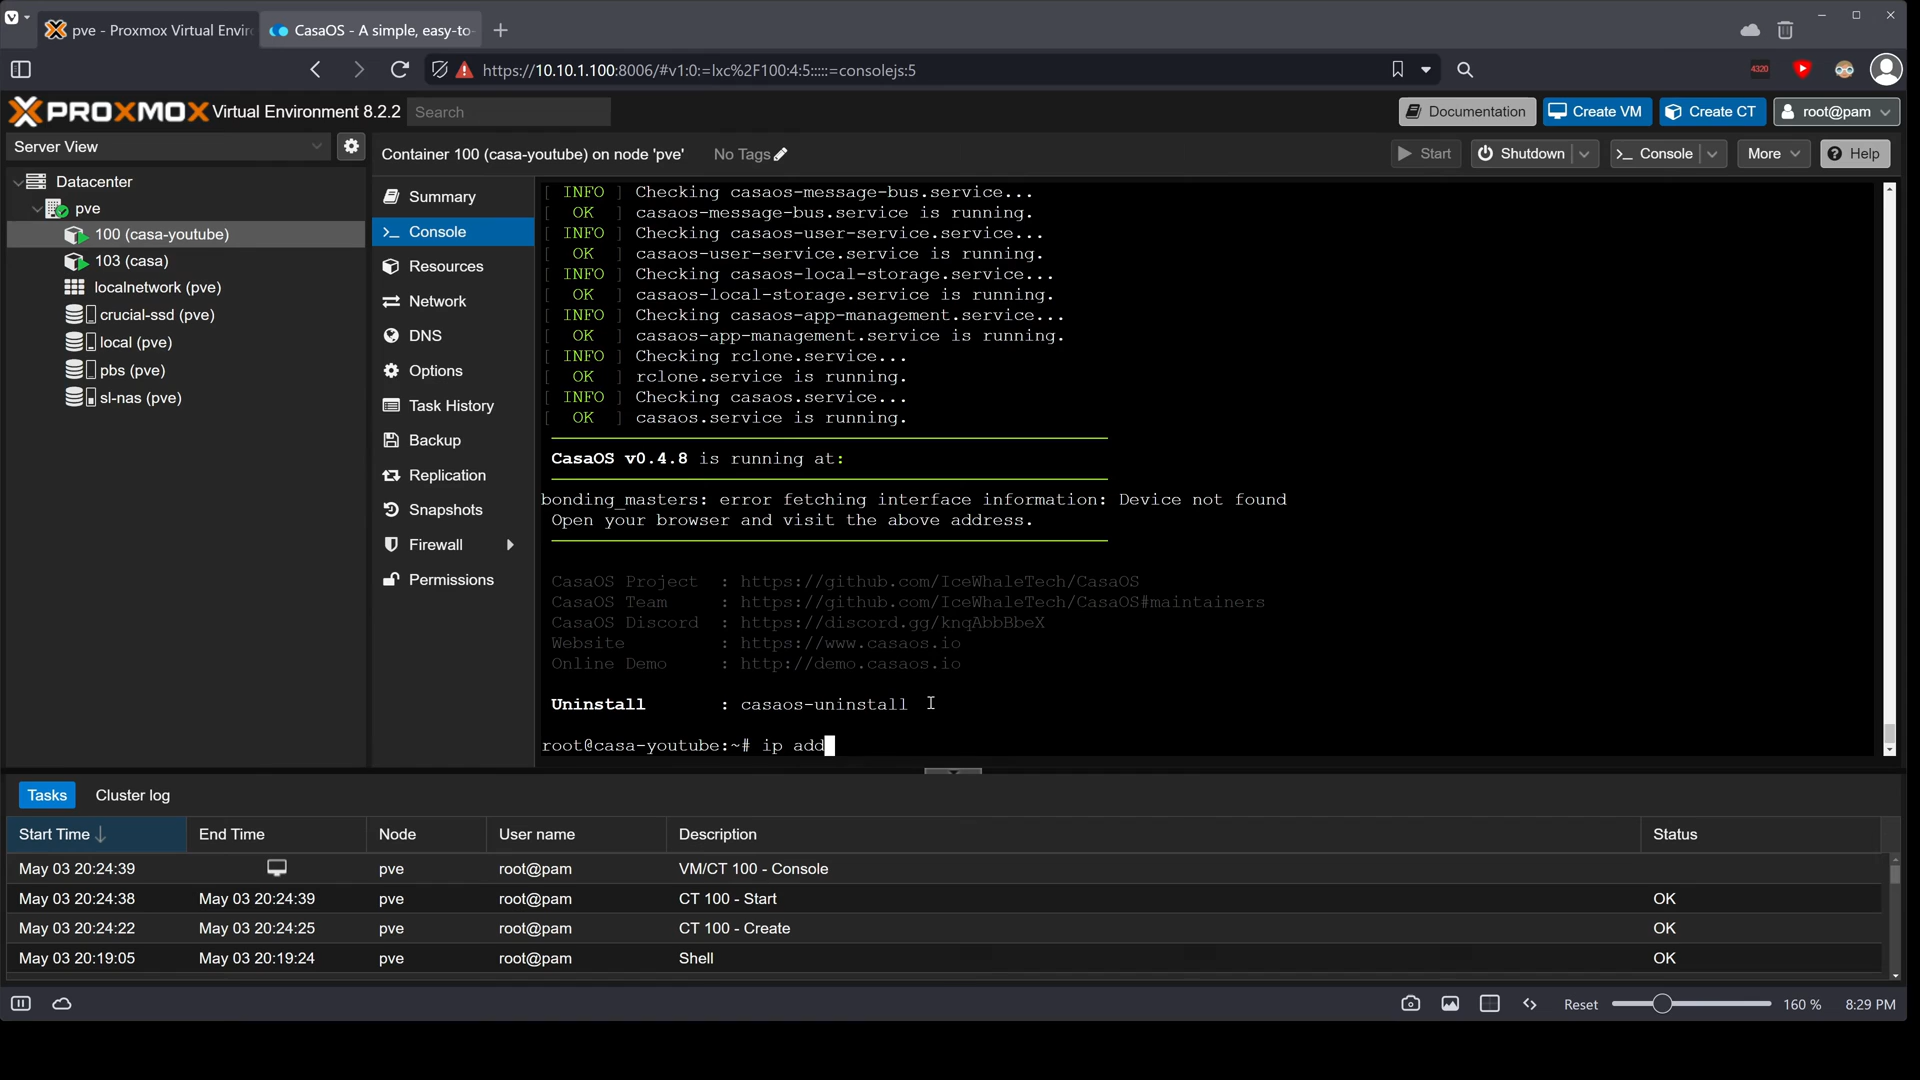 pve - Proxmox Virtual Envir
CasaOS - A simple, easy-to-
https://10.10.1.100:8006/#v1:0:=lxc%2F100:4:5:::::=consolejs:5
4320
PROXMOX Virtual Environment 8.2.2
Search
Documentation
Create VM
Create CT
root@pam
Server View
Container 100 (casa-youtube) on node 'pve'
No Tags
Start
Shutdown
Console
More
Help
Datacenter
pve
100 (casa-youtube)
103 (casa)
localnetwork (pve)
crucial-ssd (pve)
local (pve)
pbs (pve)
sl-nas (pve)
Summary
Console
Resources
Network
DNS
Options
Task History
Backup
Replication
Snapshots
Firewall
Permissions
[ INFO ] Checking casaos-message-bus.service...
[ OK ] casaos-message-bus.service is running.
[ INFO ] Checking casaos-user-service.service...
[ OK ] casaos-user-service.service is running.
[ INFO ] Checking casaos-local-storage.service...
[ OK ] casaos-local-storage.service is running.
[ INFO ] Checking casaos-app-management.service...
[ OK ] casaos-app-management.service is running.
[ INFO ] Checking rclone.service...
[ OK ] rclone.service is running.
[ INFO ] Checking casaos.service...
[ OK ] casaos.service is running.
CasaOS v0.4.8 is running at:
bonding_masters: error fetching interface information: Device not found
Open your browser and visit the above address.
CasaOS Project : https://github.com/IceWhaleTech/CasaOS
CasaOS Team : https://github.com/IceWhaleTech/CasaOS#maintainers
CasaOS Discord : https://discord.gg/knqAbbBbeX
Website : https://www.casaos.io
Online Demo : http://demo.casaos.io
Uninstall : casaos-uninstall
root@casa-youtube:~# ip add
Tasks
Cluster log
Start Time End Time Node User name Description Status
May 03 20:24:39 pve root@pam VM/CT 100 - Console
May 03 20:24:38 May 03 20:24:39 pve root@pam CT 100 - Start OK
May 03 20:24:22 May 03 20:24:25 pve root@pam CT 100 - Create OK
May 03 20:19:05 May 03 20:19:24 pve root@pam Shell OK
Reset
160 %
8:29 PM